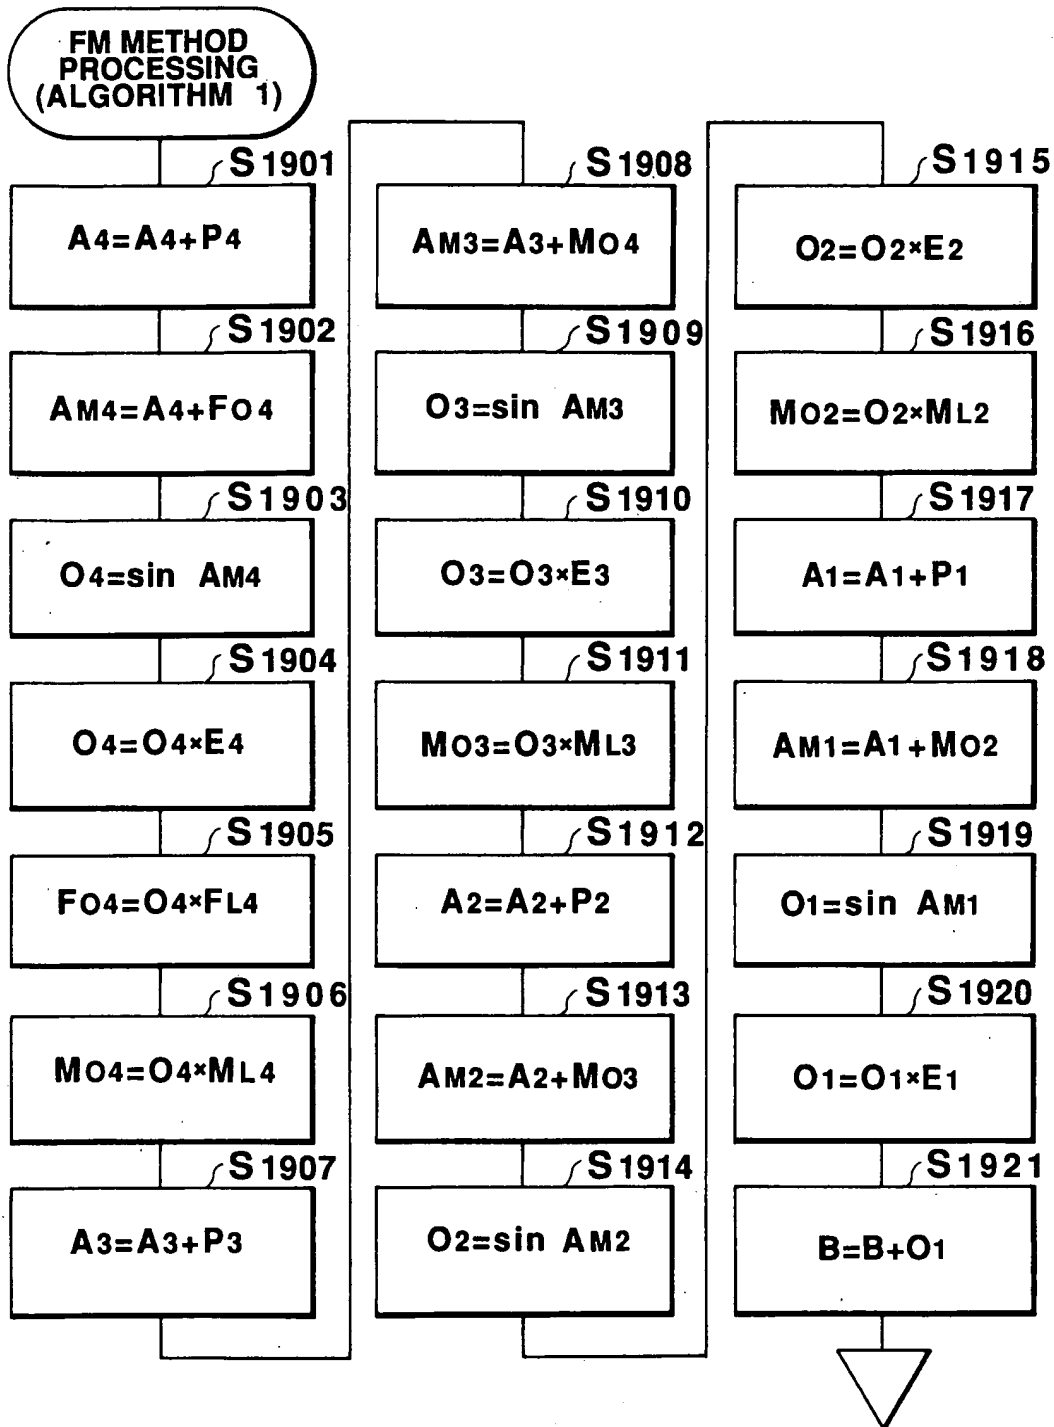 FM METHOD
PROCESSING
(ALGORITHM 1)
S1901
A4=A4+P4
S1902
AM4=A4+FO4
S1903
O4=sin AM4
S1904
O4=O4×E4
S1905
FO4=O4×FL4
S1906
MO4=O4×ML4
S1907
A3=A3+P3
S1908
AM3=A3+MO4
S1909
O3=sin AM3
S1910
O3=O3×E3
S1911
MO3=O3×ML3
S1912
A2=A2+P2
S1913
AM2=A2+MO3
S1914
O2=sin AM2
S1915
O2=O2×E2
S1916
MO2=O2×ML2
S1917
A1=A1+P1
S1918
AM1=A1+MO2
S1919
O1=sin AM1
S1920
O1=O1×E1
S1921
B=B+O1